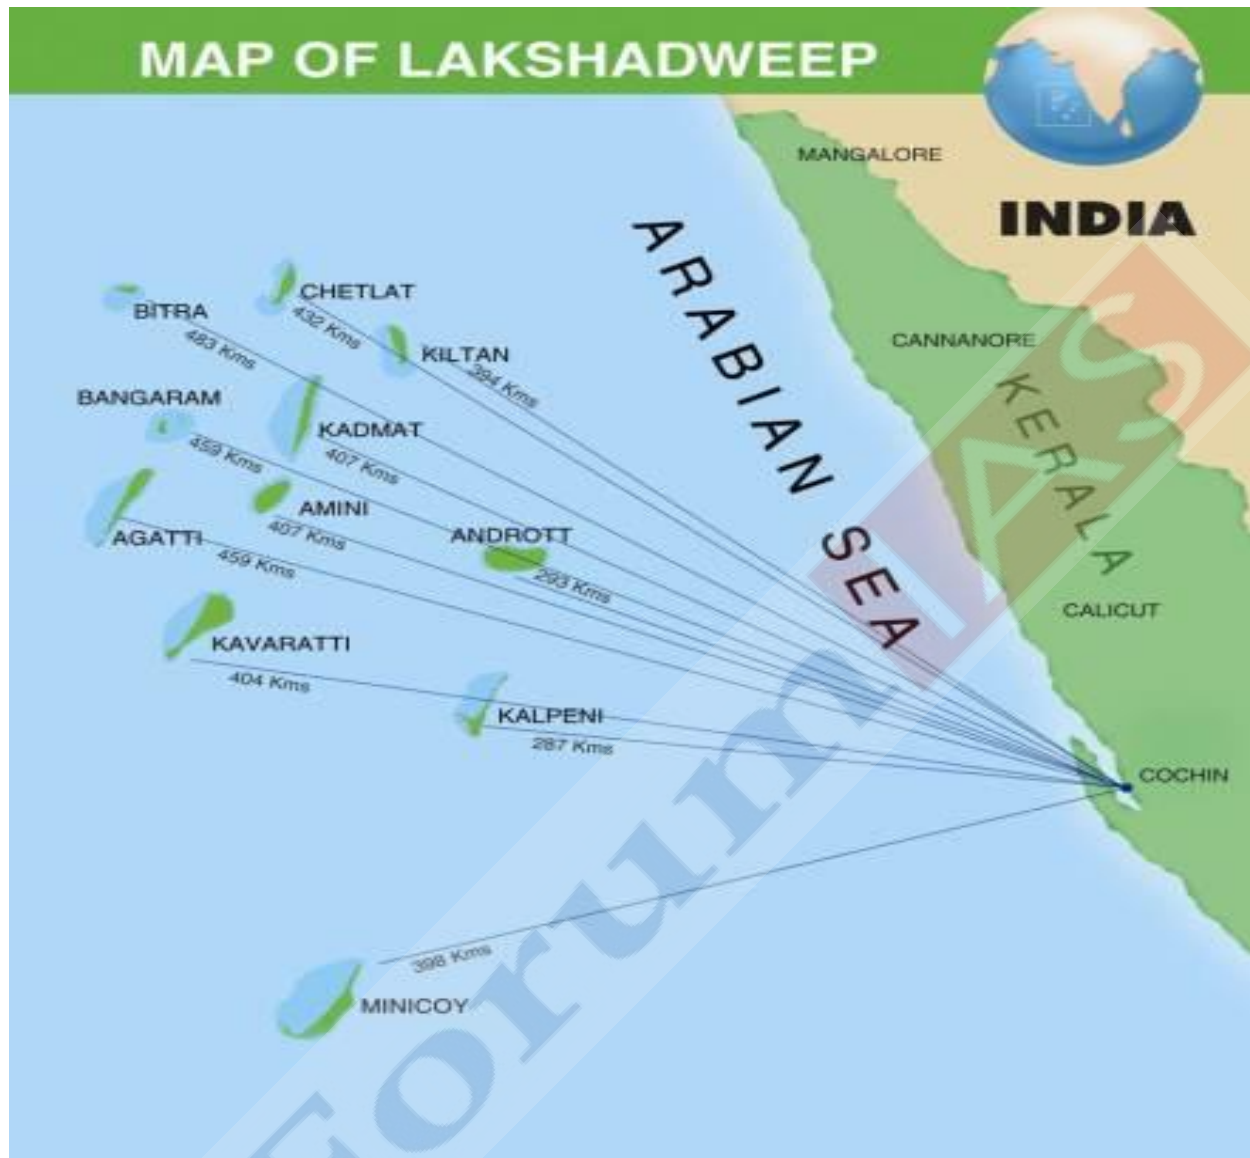 MAP OF LAKSHADWEEP
MANGALORE
INDIA
ARABIAN SEA
CHETLAT
432 Kms
BITRA
483 Kms
KILTAN
394 Kms
CANNANORE
KERALA
BANGARAM
459 Kms
KADMAT
407 Kms
AMINI
407 Kms
ANDROTT
293 Kms
AGATTI
459 Kms
CALICUT
KAVARATTI
404 Kms
KALPENI
287 Kms
COCHIN
398 Kms
MINICOY
Forum IAS